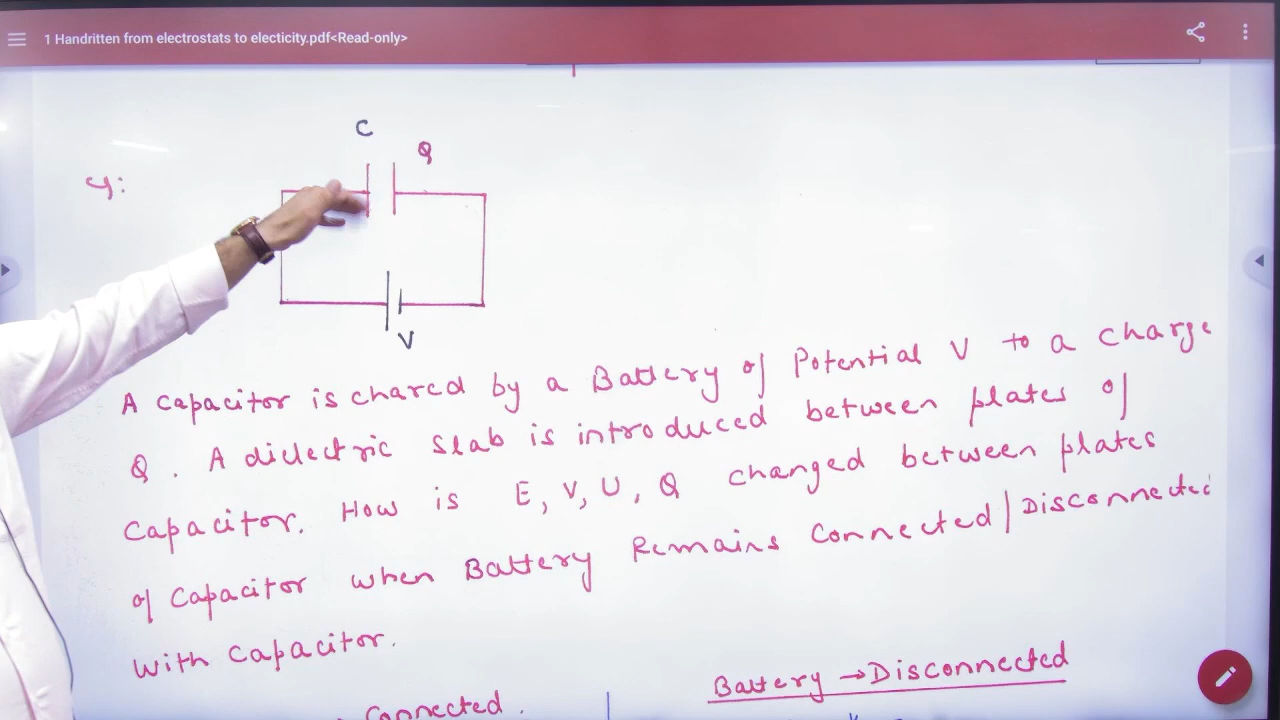 1 Handritten from electrostats to electicity.pdf<Read-only>
C
Q
4:
V
A capacitor is chared by a Battery of Potential V to a charge
Q. A dielectric slab is introduced between plates of
Capacitor. How is E, V, U, Q changed between plates
of Capacitor when Battery Remains Connected/Disconnected
with Capacitor.
Battery → Disconnected
Connected.